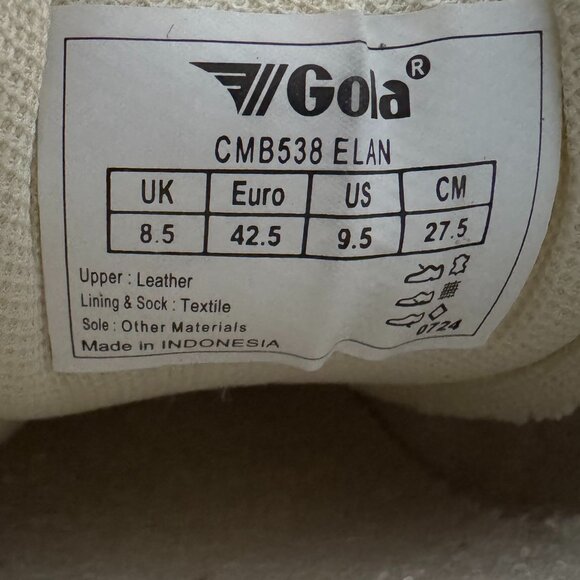 Gola®
CMB538 ELAN
UK Euro US CM
8.5 42.5 9.5 27.5
Upper : Leather
Lining & Sock : Textile
Sole : Other Materials
Made in INDONESIA
0724